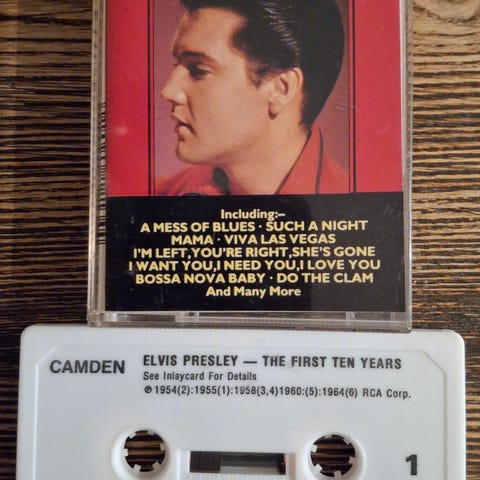 Including:-
A MESS OF BLUES · SUCH A NIGHT
MAMA · VIVA LAS VEGAS
I'M LEFT,YOU'RE RIGHT,SHE'S GONE
I WANT YOU,I NEED YOU,I LOVE YOU
BOSSA NOVA BABY · DO THE CLAM
And Many More
CAMDEN
ELVIS PRESLEY — THE FIRST TEN YEARS
See Inlaycard For Details
℗ 1954(2):1955(1):1958(3,4)1960:(5):1964(6) RCA Corp.
1